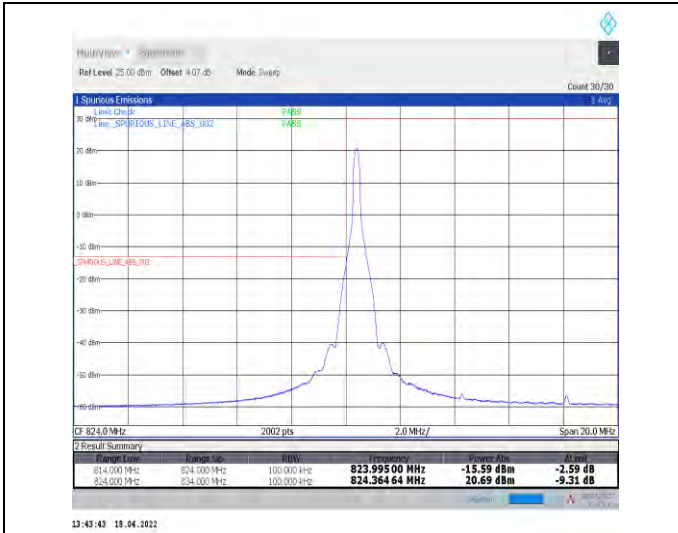 MultiView Spectrum
Ref Level 25.00 dBm Offset 4.07 dB Mode Sweep
Count 30/30
1 Spurious Emissions 1 Avg
Limit Check PASS
Line _SPURIOUS_LINE_ABS_002 PASS
30 dBm
20 dBm
10 dBm
0 dBm
-10 dBm
_SPURIOUS_LINE_ABS_002
-20 dBm
-30 dBm
-40 dBm
-50 dBm
-60 dBm
CF 824.0 MHz 2002 pts 2.0 MHz/ Span 20.0 MHz
2 Result Summary
Range Low Range Up RBW Frequency Power Abs ΔLimit
814.000 MHz 824.000 MHz 100.000 kHz 823.99500 MHz -15.59 dBm -2.59 dB
824.000 MHz 834.000 MHz 100.000 kHz 824.36464 MHz 20.69 dBm -9.31 dB
13:43:43 18.04.2022